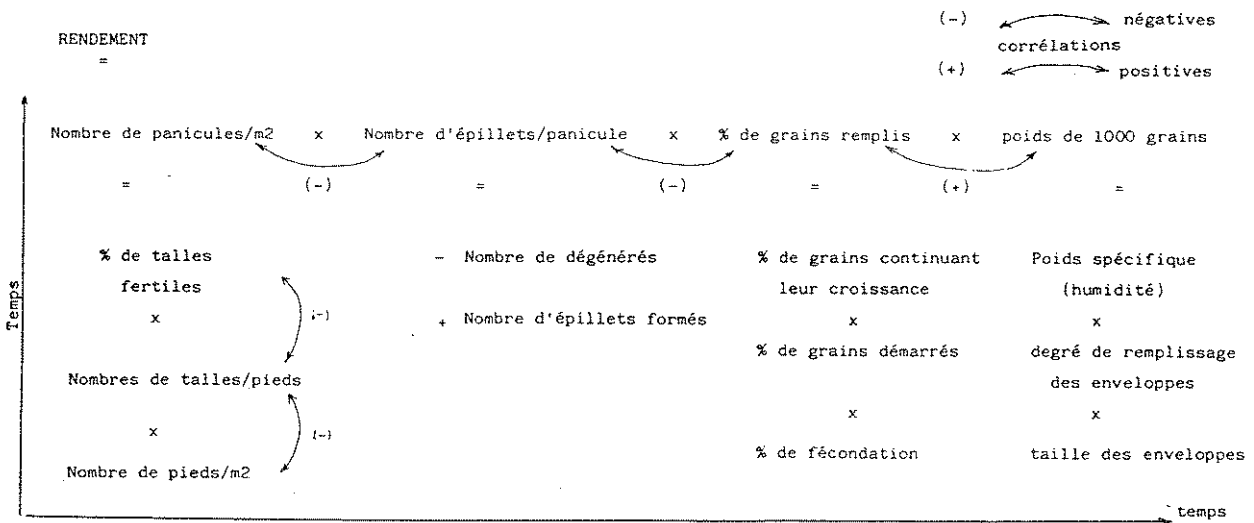 (-) négatives
RENDEMENT
corrélations
=
(+) positives
Nombre de panicules/m2 x Nombre d'épillets/panicule x % de grains remplis x poids de 1000 grains
= (-) = (-) = (+) =
% de talles - Nombre de dégénérés % de grains continuant Poids spécifique
fertiles leur croissance (humidité)
x (-) + Nombre d'épillets formés x x
% de grains démarrés degré de remplissage
Nombres de talles/pieds des enveloppes
x x
x (-)
% de fécondation taille des enveloppes
Nombre de pieds/m2
Temps
temps